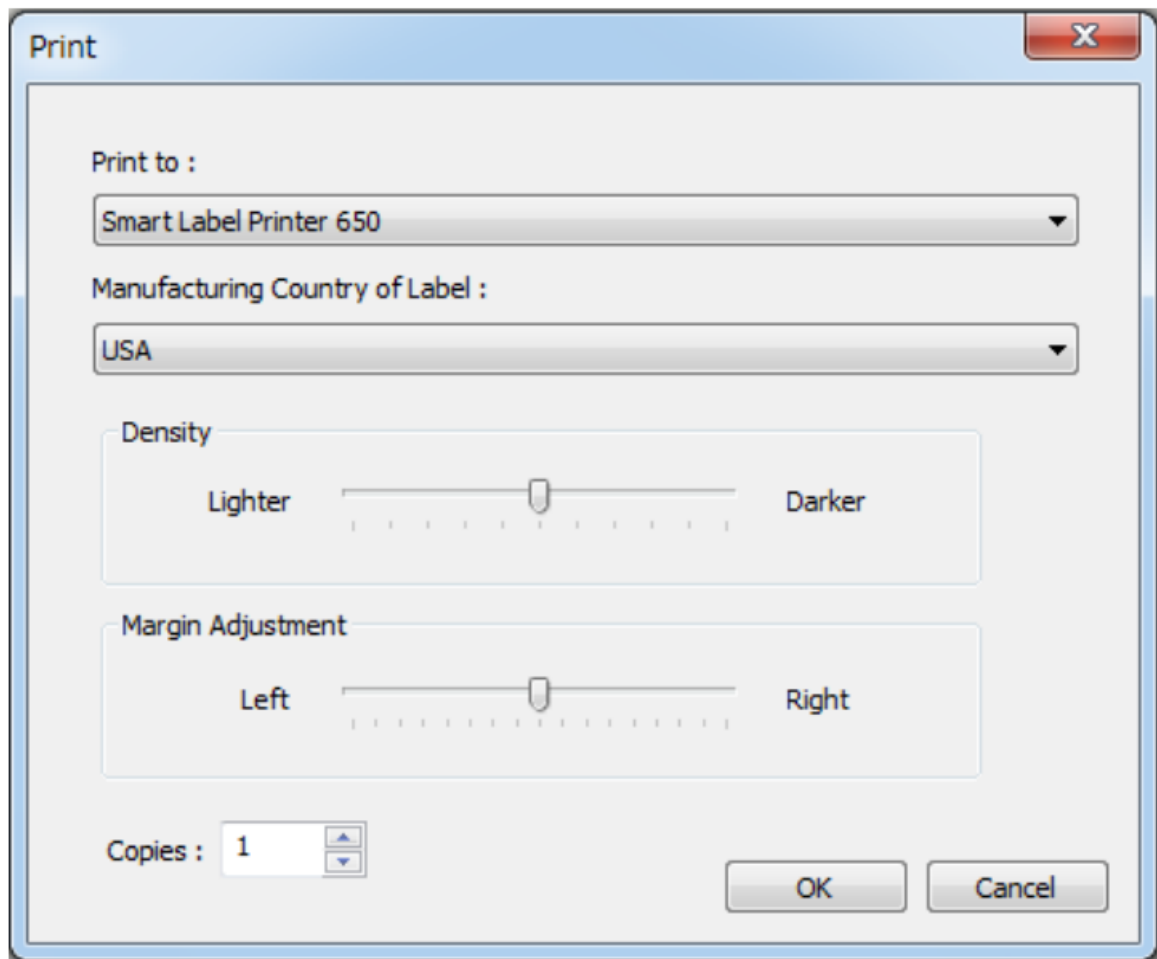 Print
Print to :
Smart Label Printer 650
Manufacturing Country of Label :
USA
Density
Lighter Darker
Margin Adjustment
Left Right
Copies : 1
OK Cancel